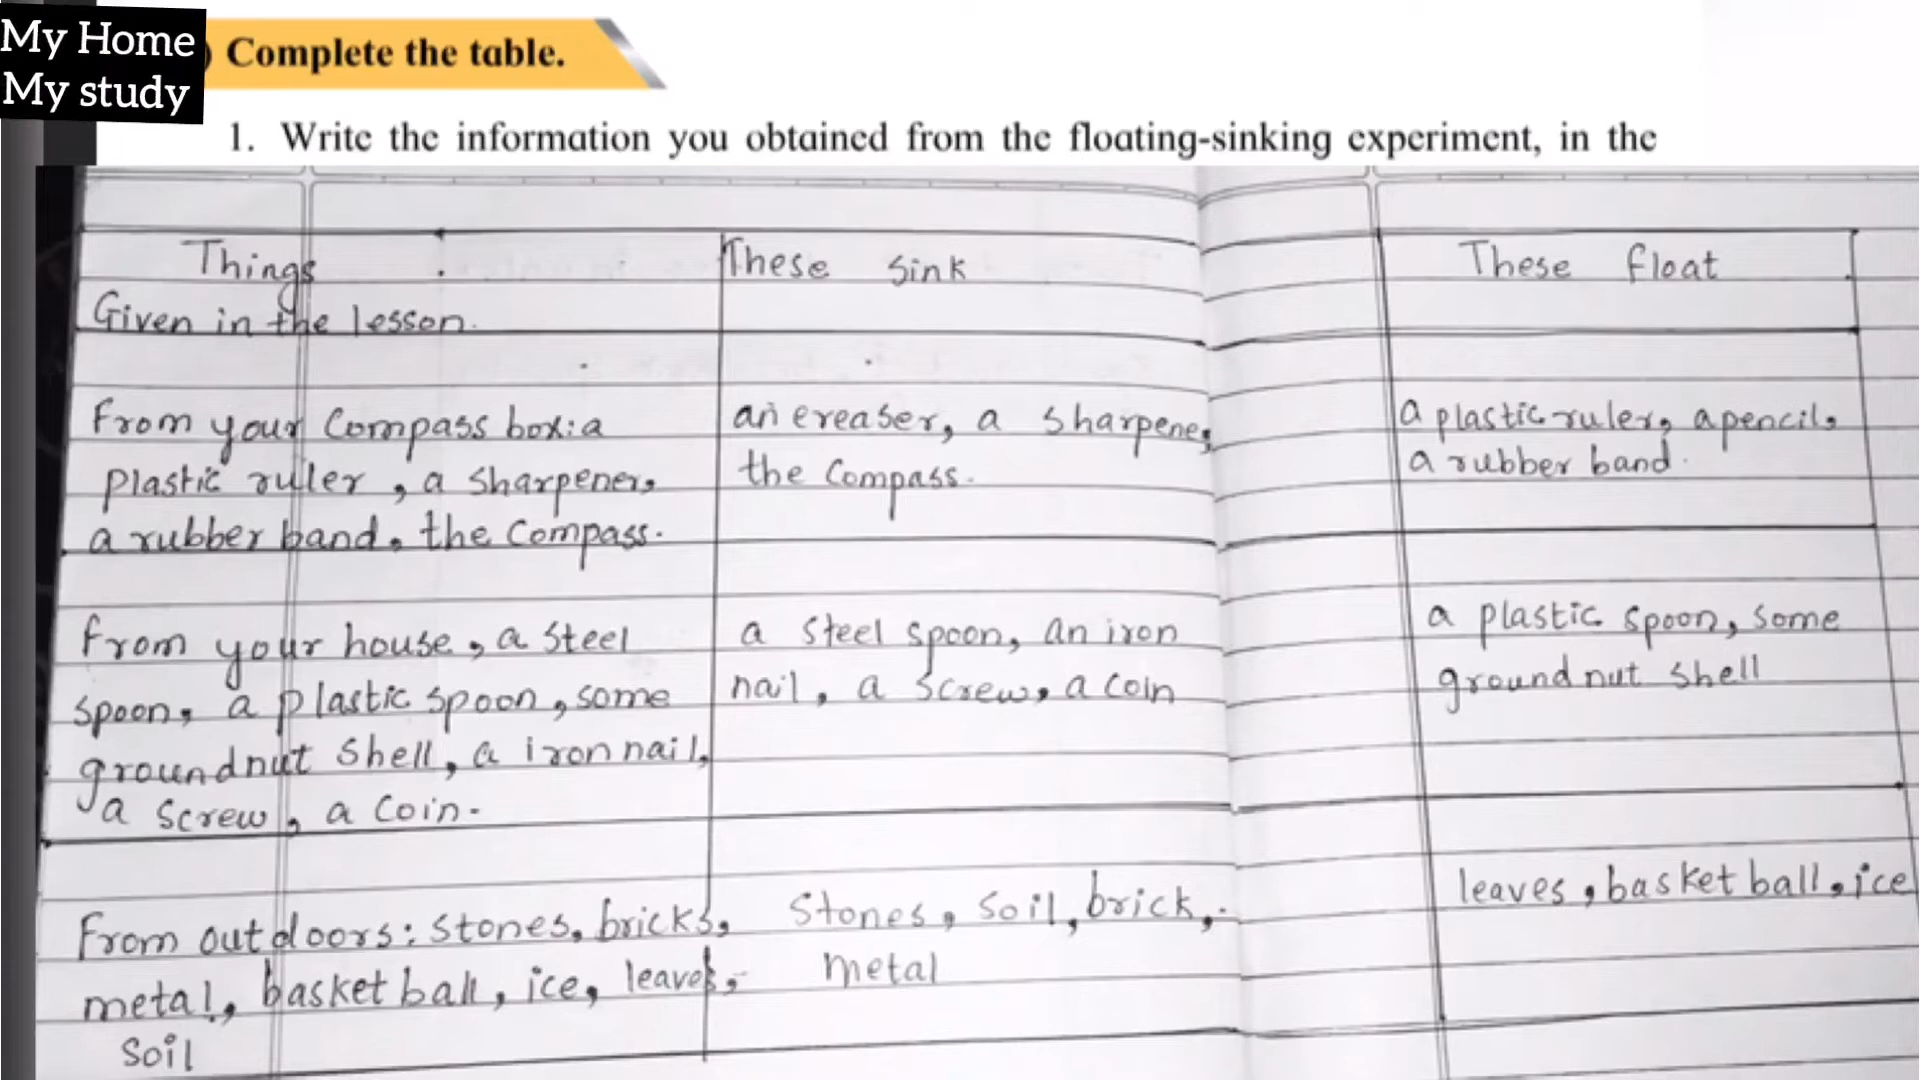 My Home
My study
) Complete the table.
1. Write the information you obtained from the floating-sinking experiment, in the
Things
Given in the lesson.
These sink
These float
From your Compass box: a
plastic ruler, a sharpener,
a rubber band, the Compass.
an ereaser, a sharpener,
the Compass.
a plastic ruler, a pencil,
a rubber band.
From your house, a steel
spoon, a plastic spoon, some
groundnut shell, a iron nail,
a screw, a coin.
a steel spoon, an iron
nail, a screw, a coin
a plastic spoon, some
groundnut shell
From outdoors: stones, bricks,
metal, basket ball, ice, leaves,
soil
Stones, soil, brick,
metal
leaves, basket ball, ice